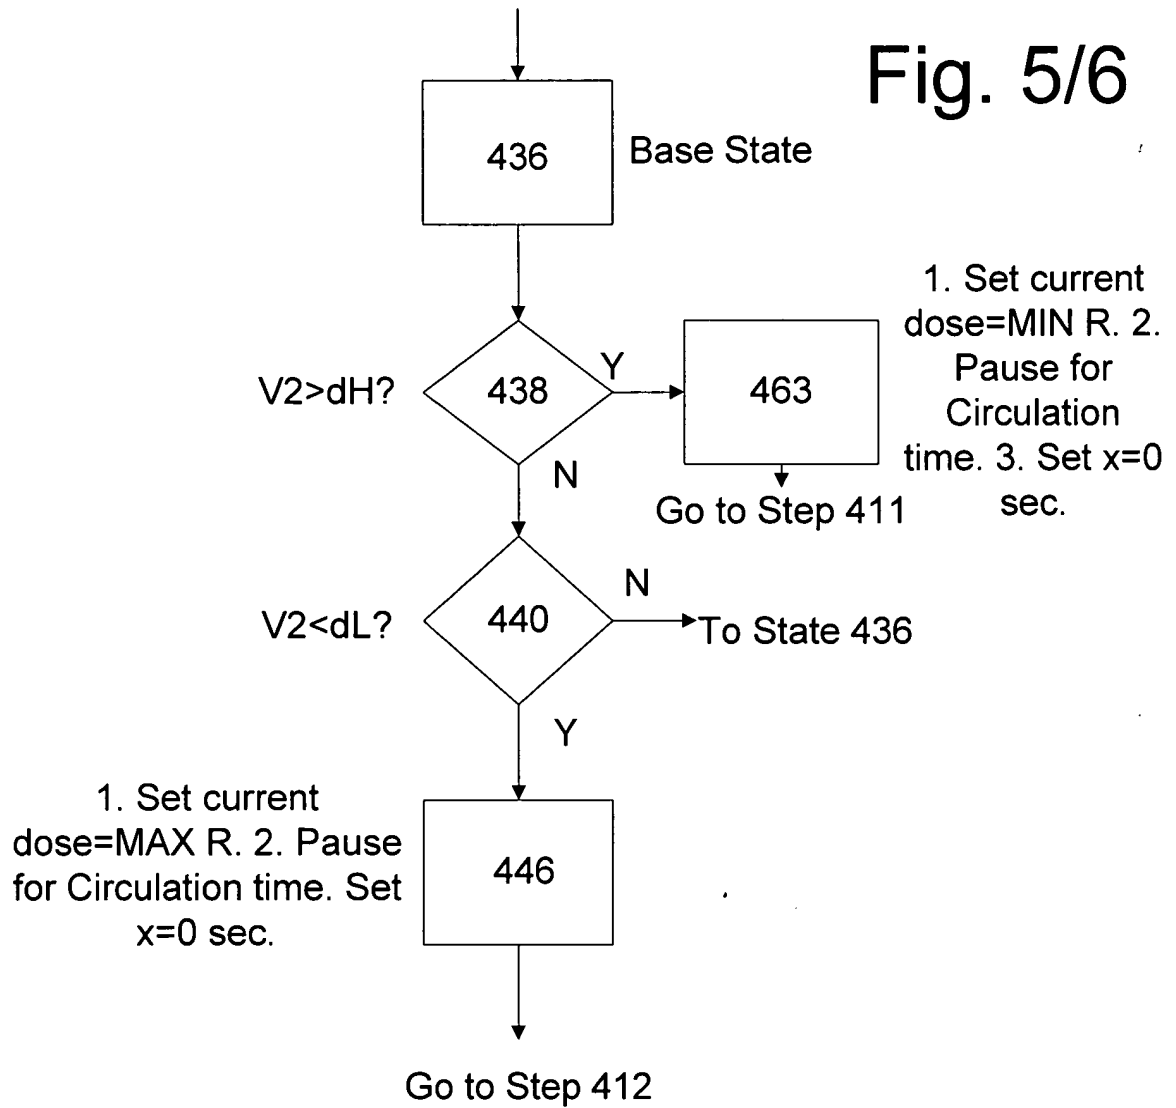 Fig. 5/6
436
Base State
V2>dH?
438
Y
463
1. Set current
dose=MIN R. 2.
Pause for
Circulation
time. 3. Set x=0
sec.
N
Go to Step 411
V2<dL?
440
N
To State 436
Y
1. Set current
dose=MAX R. 2. Pause
for Circulation time. Set
x=0 sec.
446
Go to Step 412